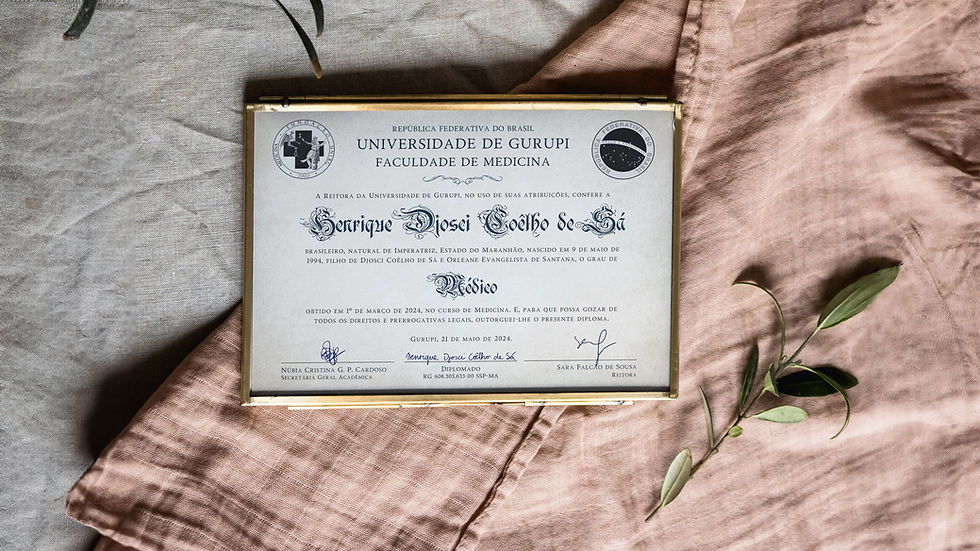 REPÚBLICA FEDERATIVA DO BRASIL
UNIVERSIDADE DE GURUPI
FACULDADE DE MEDICINA
REPÚBLICA FEDERATIVA DO BRASIL
A REITORA DA UNIVERSIDADE DE GURUPI, NO USO DE SUAS ATRIBUIÇÕES, CONFERE A
Henrique Djosei Coêlho de Sá
BRASILEIRO, NATURAL DE IMPERATRIZ, ESTADO DO MARANHÃO, NASCIDO EM 9 DE MAIO DE
1994, FILHO DE DJOSCI COÊLHO DE SÁ E ORLEANE EVANGELISTA DE SANTANA, O GRAU DE
Médico
OBTIDO EM 1º DE MARÇO DE 2024, NO CURSO DE MEDICINA. E, PARA QUE POSSA GOZAR DE
TODOS OS DIREITOS E PRERROGATIVAS LEGAIS, OUTORGUEI-LHE O PRESENTE DIPLOMA.
GURUPI, 21 DE MAIO DE 2024.
Henrique Djosci Coêlho de Sá
NÚBIA CRISTINA G. P. CARDOSO
SECRETÁRIA GERAL ACADÊMICA
DIPLOMADO
RG 608.303.633-00 SSP-MA
SARA FALCÃO DE SOUSA
REITORA